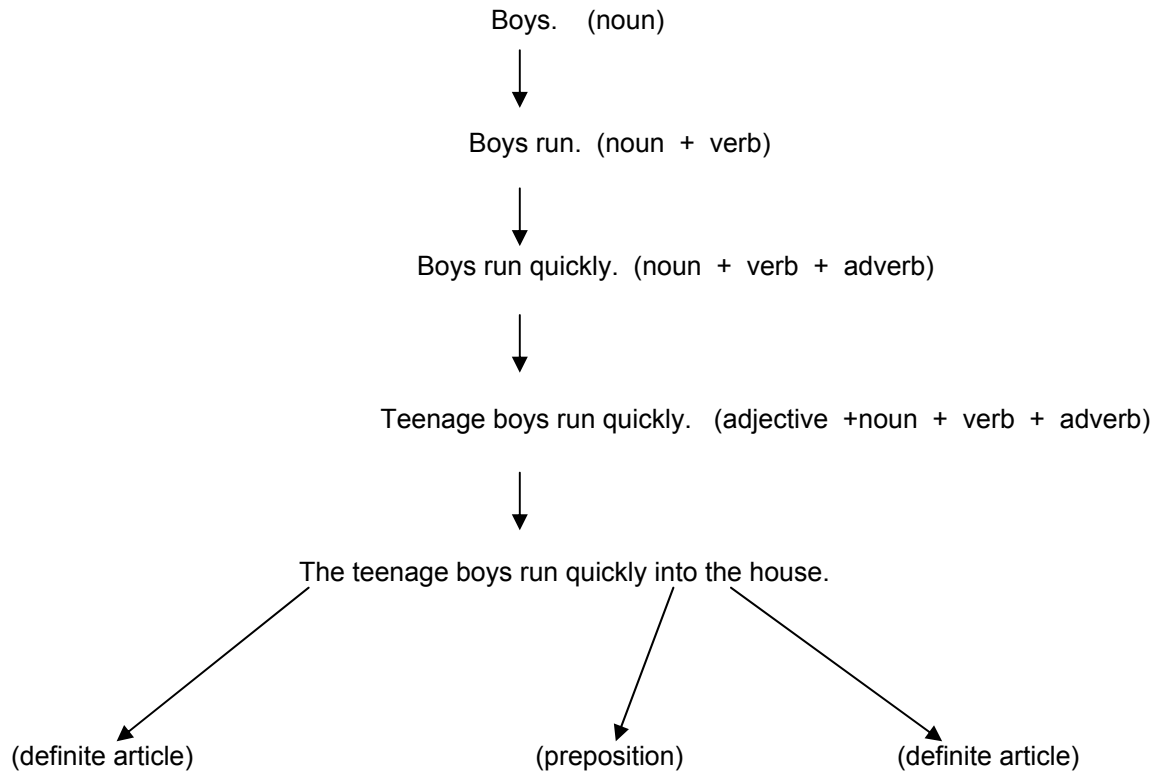 Boys. (noun)
Boys run. (noun + verb)
Boys run quickly. (noun + verb + adverb)
Teenage boys run quickly. (adjective +noun + verb + adverb)
The teenage boys run quickly into the house.
(definite article) (preposition) (definite article)